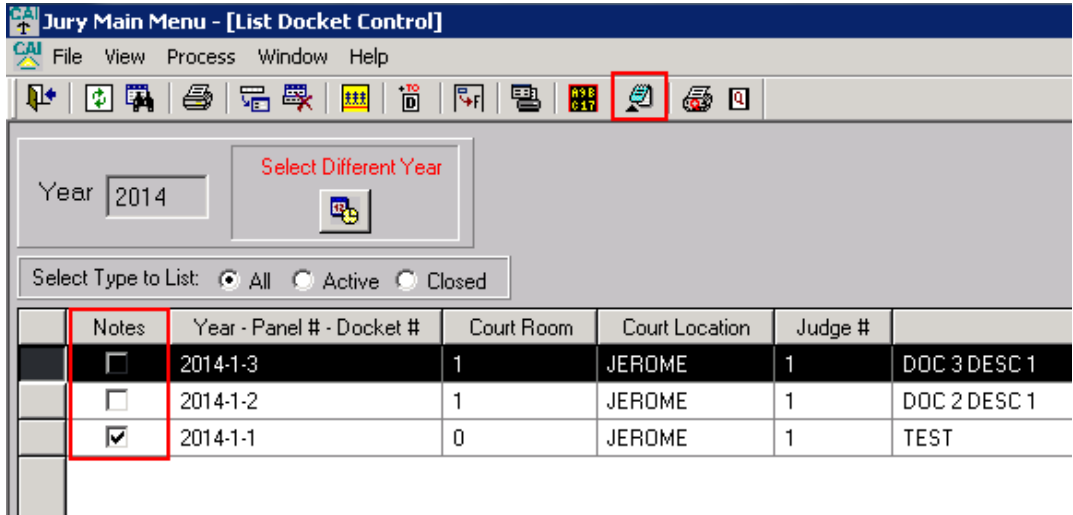 CAI Jury Main Menu - [List Docket Control]
CAI File View Process Window Help
Select Different Year
Year 2014
Select Type to List: All Active Closed
Notes Year - Panel # - Docket # Court Room Court Location Judge #
2014-1-3 1 JEROME 1 DOC 3 DESC 1
2014-1-2 1 JEROME 1 DOC 2 DESC 1
2014-1-1 0 JEROME 1 TEST